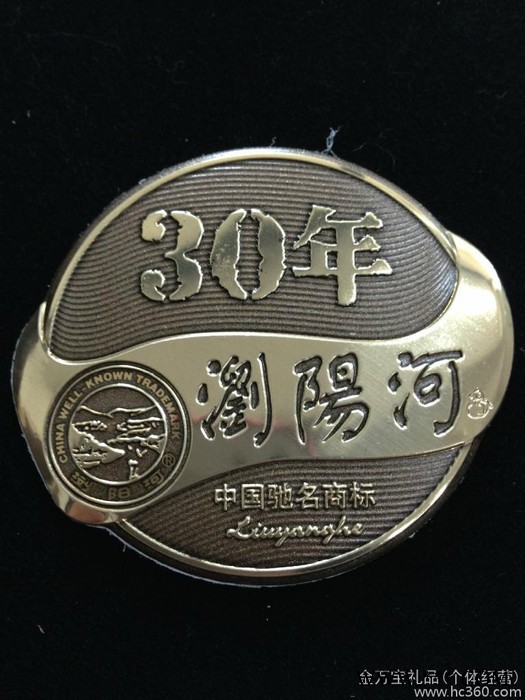 30年
瀏陽河
CHINA WELL-KNOWN TRADEMARK
中国驰名商标
Liuyanghe
金万宝礼品(个体经营)
www.hc360.com